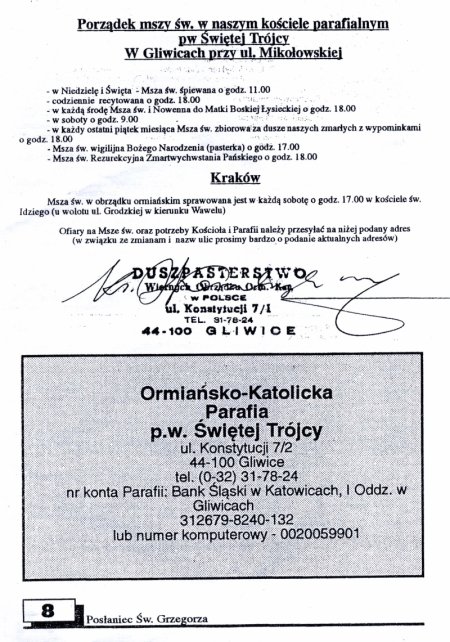 Porządek mszy św. w naszym kościele parafialnym
pw Świętej Trójcy
W Gliwicach przy ul. Mikołowskiej
- w Niedzielę i Święta - Msza św. śpiewana o godz. 11.00
- codziennie recytowana o godz. 18.00
- w każdą środę Msza św. i Nowenna do Matki Boskiej Łysieckiej o godz. 18.00
- w soboty o godz. 9.00
- w każdy ostatni piątek miesiąca Msza św. zbiorowa za dusze naszych zmarłych z wypominkami
o godz. 18.00
- Msza św. wigilijna Bożego Narodzenia (pasterka) o godz. 17.00
- Msza św. Rezurekcyjna Zmartwychwstania Pańskiego o godz. 18.00
Kraków
Msza św. w obrządku ormiańskim sprawowana jest w każdą sobotę o godz. 17.00 w kościele św.
Idziego (u wolotu ul. Grodzkiej w kierunku Wawelu)
Ofiary na Msze św. oraz potrzeby Kościoła i Parafii należy przesyłać na niżej podany adres
(w związku ze zmianam i nazw ulic prosimy bardzo o podanie aktualnych adresów)
DUSZPASTERSTWO
Wiernych Obrządku Orm.-Kat.
W POLSCE
ul. Konstytucji 7/1
TEL. 31-78-24
44-100 GLIWICE
Ormiańsko-Katolicka
Parafia
p.w. Świętej Trójcy
ul. Konstytucji 7/2
44-100 Gliwice
tel. (0-32) 31-78-24
nr konta Parafii: Bank Śląski w Katowicach, I Oddz. w
Gliwicach
312679-8240-132
lub numer komputerowy - 0020059901
8
Posłaniec Św. Grzegorza